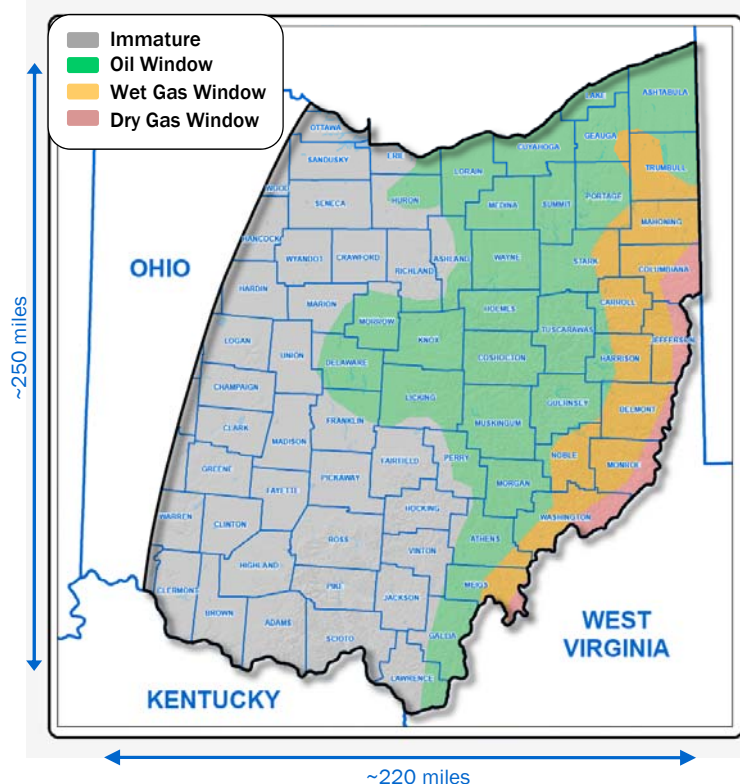 Immature
Oil Window
Wet Gas Window
Dry Gas Window
~250 miles
OHIO
WEST
VIRGINIA
KENTUCKY
~220 miles
LAKE
ASHTABULA
OTTAWA
GEAUGA
CUYAHOGA
ERIE
SANDUSKY
LORAIN
TRUMBULL
WOOD
SENECA
HURON
MEDINA
SUMMIT
PORTAGE
MAHONING
HANCOCK
WYANDOT
CRAWFORD
RICHLAND
ASHLAND
WAYNE
STARK
COLUMBIANA
HARDIN
MARION
MORROW
HOLMES
CARROLL
LOGAN
UNION
KNOX
TUSCARAWAS
JEFFERSON
DELAWARE
COSHOCTON
HARRISON
CHAMPAIGN
LICKING
GUERNSEY
BELMONT
CLARK
FRANKLIN
MUSKINGUM
MADISON
FAIRFIELD
PERRY
NOBLE
MONROE
GREENE
PICKAWAY
MORGAN
FAYETTE
HOCKING
WASHINGTON
WARREN
CLINTON
ROSS
ATHENS
VINTON
HIGHLAND
CLERMONT
PIKE
JACKSON
MEIGS
BROWN
ADAMS
SCIOTO
GALLIA
LAWRENCE